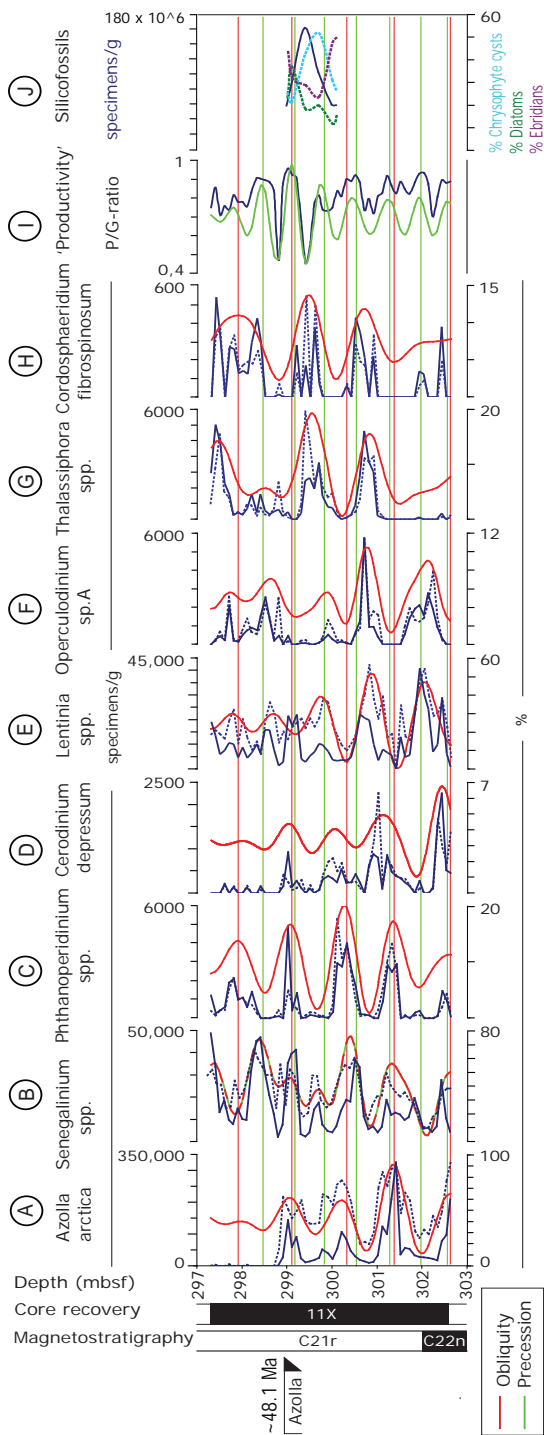 A
B
C
D
E
F
G
H
I
J
Azolla arctica
Senegalinium spp.
Phthanoperidinium spp.
Cerodinium depressum
Lentinia spp.
Operculodinium sp.A
Thalassiphora spp.
Cordosphaeridium fibrospinosum
'Productivity'
Silicofossils
specimens/g
P/G-ratio
specimens/g
350,000
0
50,000
6000
2500
45,000
6000
6000
600
0,4
1
180 x 10^6
Depth (mbsf)
297
298
299
300
301
302
303
Core recovery
11X
Magnetostratigraphy
C21r
C22n
~48.1 Ma
Azolla
0
100
80
20
7
60
12
20
15
60
%
%
% Chrysophyte cysts
% Diatoms
% Ebridians
Obliquity
Precession